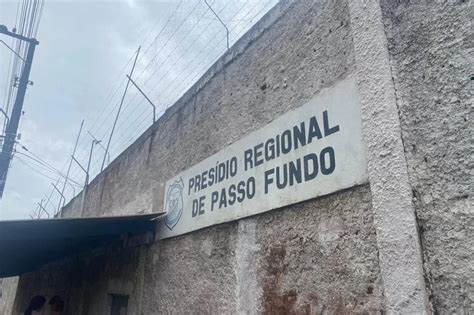 PRESÍDIO REGIONAL
DE PASSO FUNDO